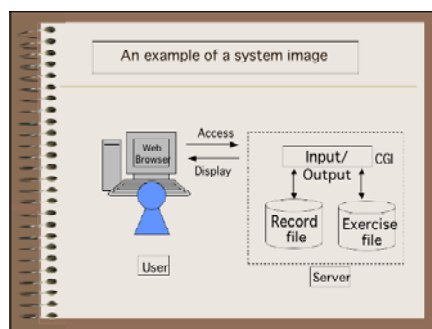 An example of a system image
Access
Web
Browser
Display
Input/
Output
CGI
Record
file
Exercise
file
User
Server